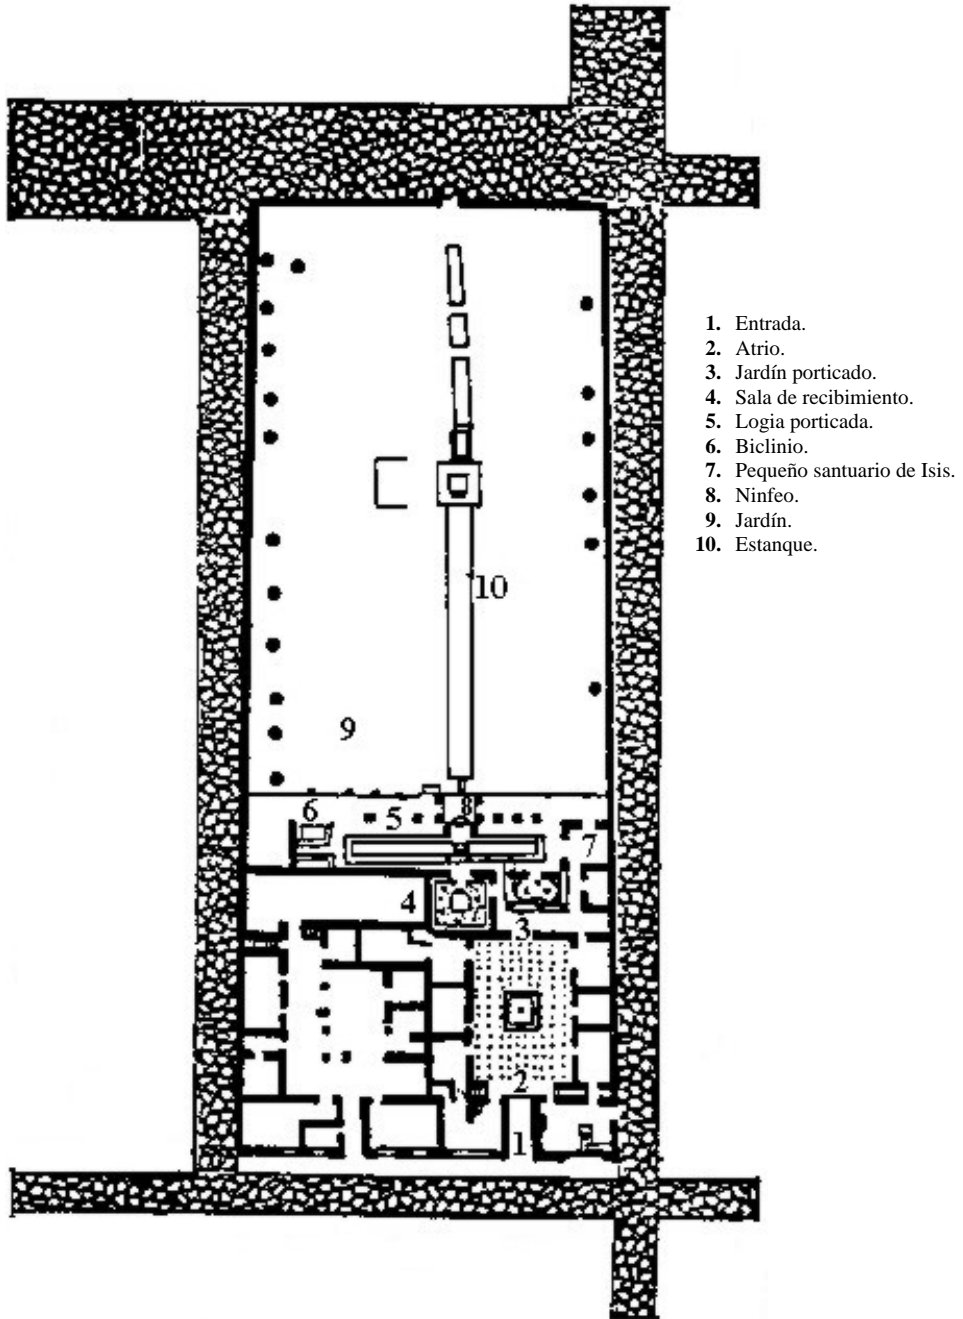 1. Entrada.
2. Atrio.
3. Jardín porticado.
4. Sala de recibimiento.
5. Logia porticada.
6. Biclinio.
7. Pequeño santuario de Isis.
8. Ninfeo.
9. Jardín.
10. Estanque.
10
9
6
5
8
7
4
3
2
1